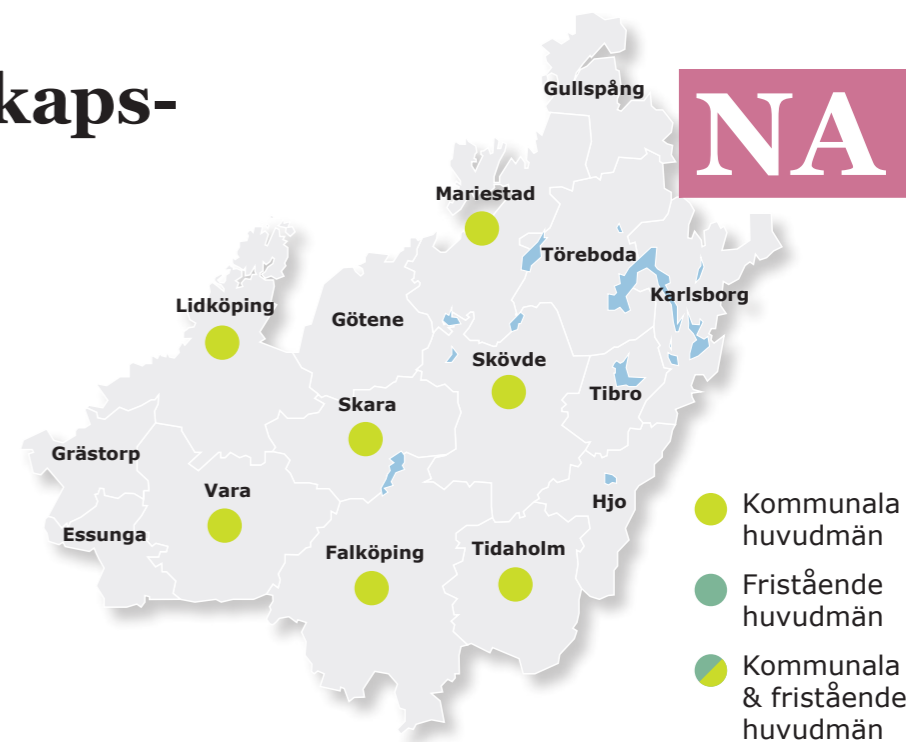 kaps-
NA
Gullspång
Mariestad
Töreboda
Karlsborg
Lidköping
Götene
Skövde
Tibro
Skara
Grästorp
Vara
Hjo
Essunga
Falköping
Tidaholm
Kommunala
huvudmän
Fristående
huvudmän
Kommunala
& fristående
huvudmän